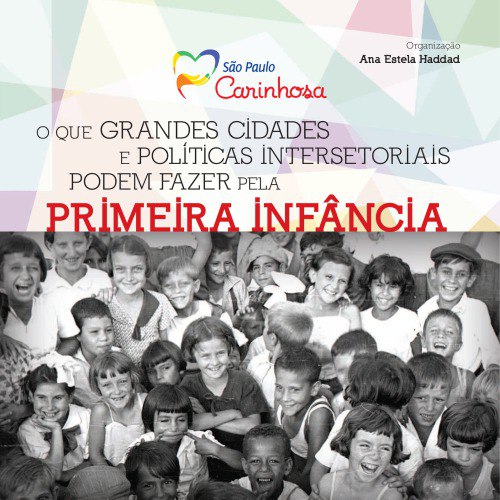 Organização
Ana Estela Haddad
São Paulo
Carinhosa
O QUE GRANDES CIDADES
E POLÍTICAS INTERSETORIAIS
PODEM FAZER PELA
PRIMEIRA INFÂNCIA